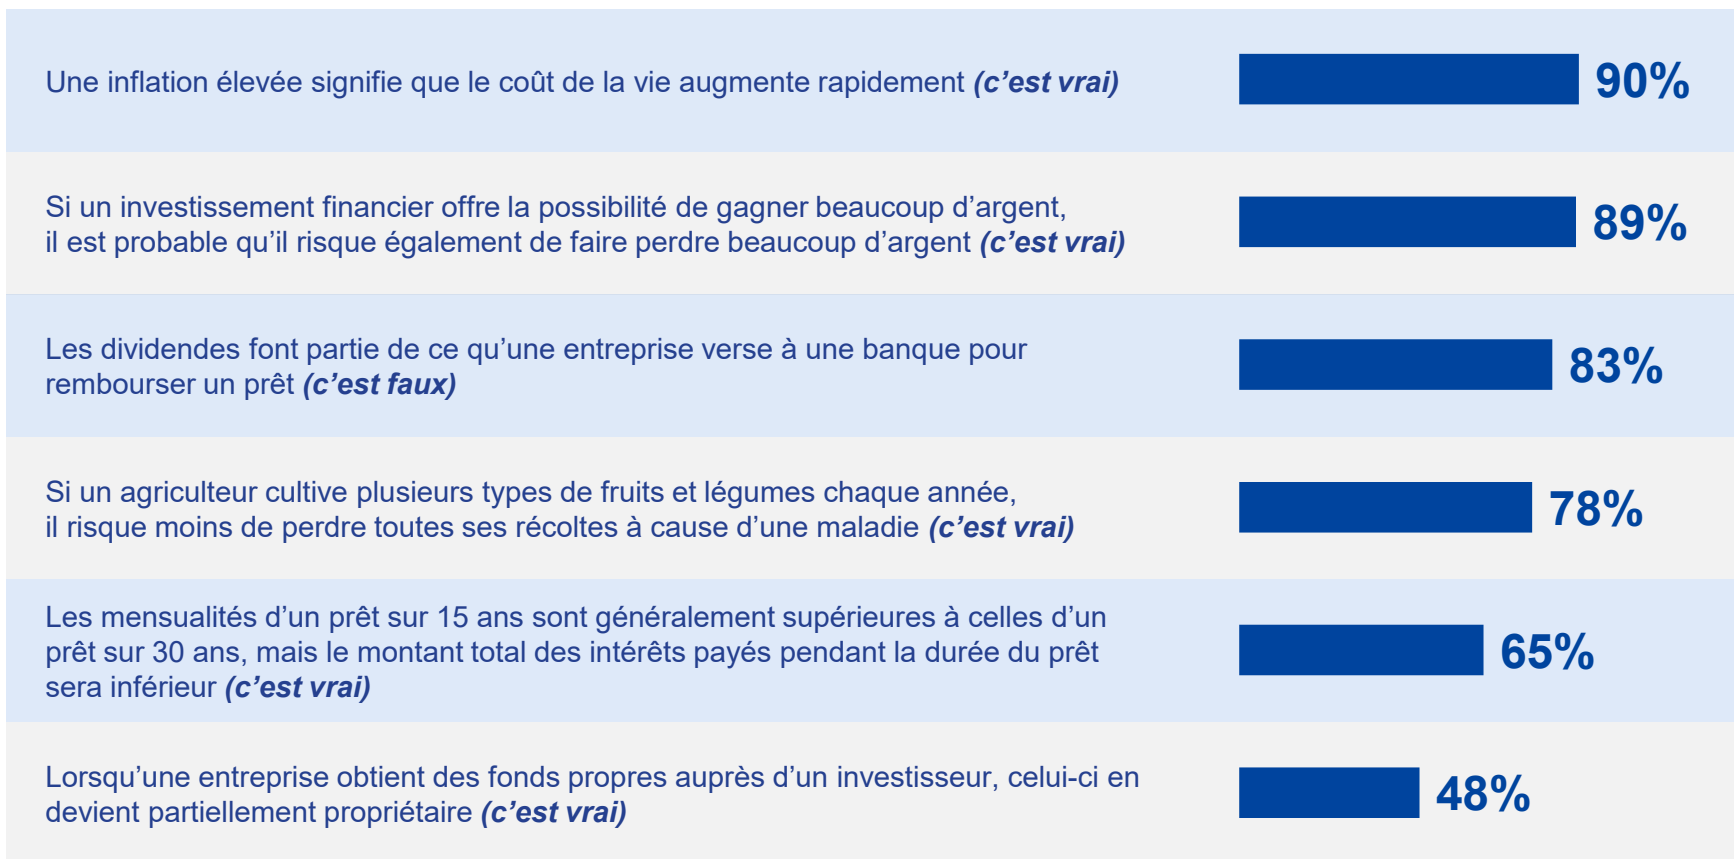 Une inflation élevée signifie que le coût de la vie augmente rapidement (c’est vrai)
90%
Si un investissement financier offre la possibilité de gagner beaucoup d’argent,
il est probable qu’il risque également de faire perdre beaucoup d’argent (c’est vrai)
89%
Les dividendes font partie de ce qu’une entreprise verse à une banque pour
rembourser un prêt (c’est faux)
83%
Si un agriculteur cultive plusieurs types de fruits et légumes chaque année,
il risque moins de perdre toutes ses récoltes à cause d’une maladie (c’est vrai)
78%
Les mensualités d’un prêt sur 15 ans sont généralement supérieures à celles d’un
prêt sur 30 ans, mais le montant total des intérêts payés pendant la durée du prêt
sera inférieur (c’est vrai)
65%
Lorsqu’une entreprise obtient des fonds propres auprès d’un investisseur, celui-ci en
devient partiellement propriétaire (c’est vrai)
48%